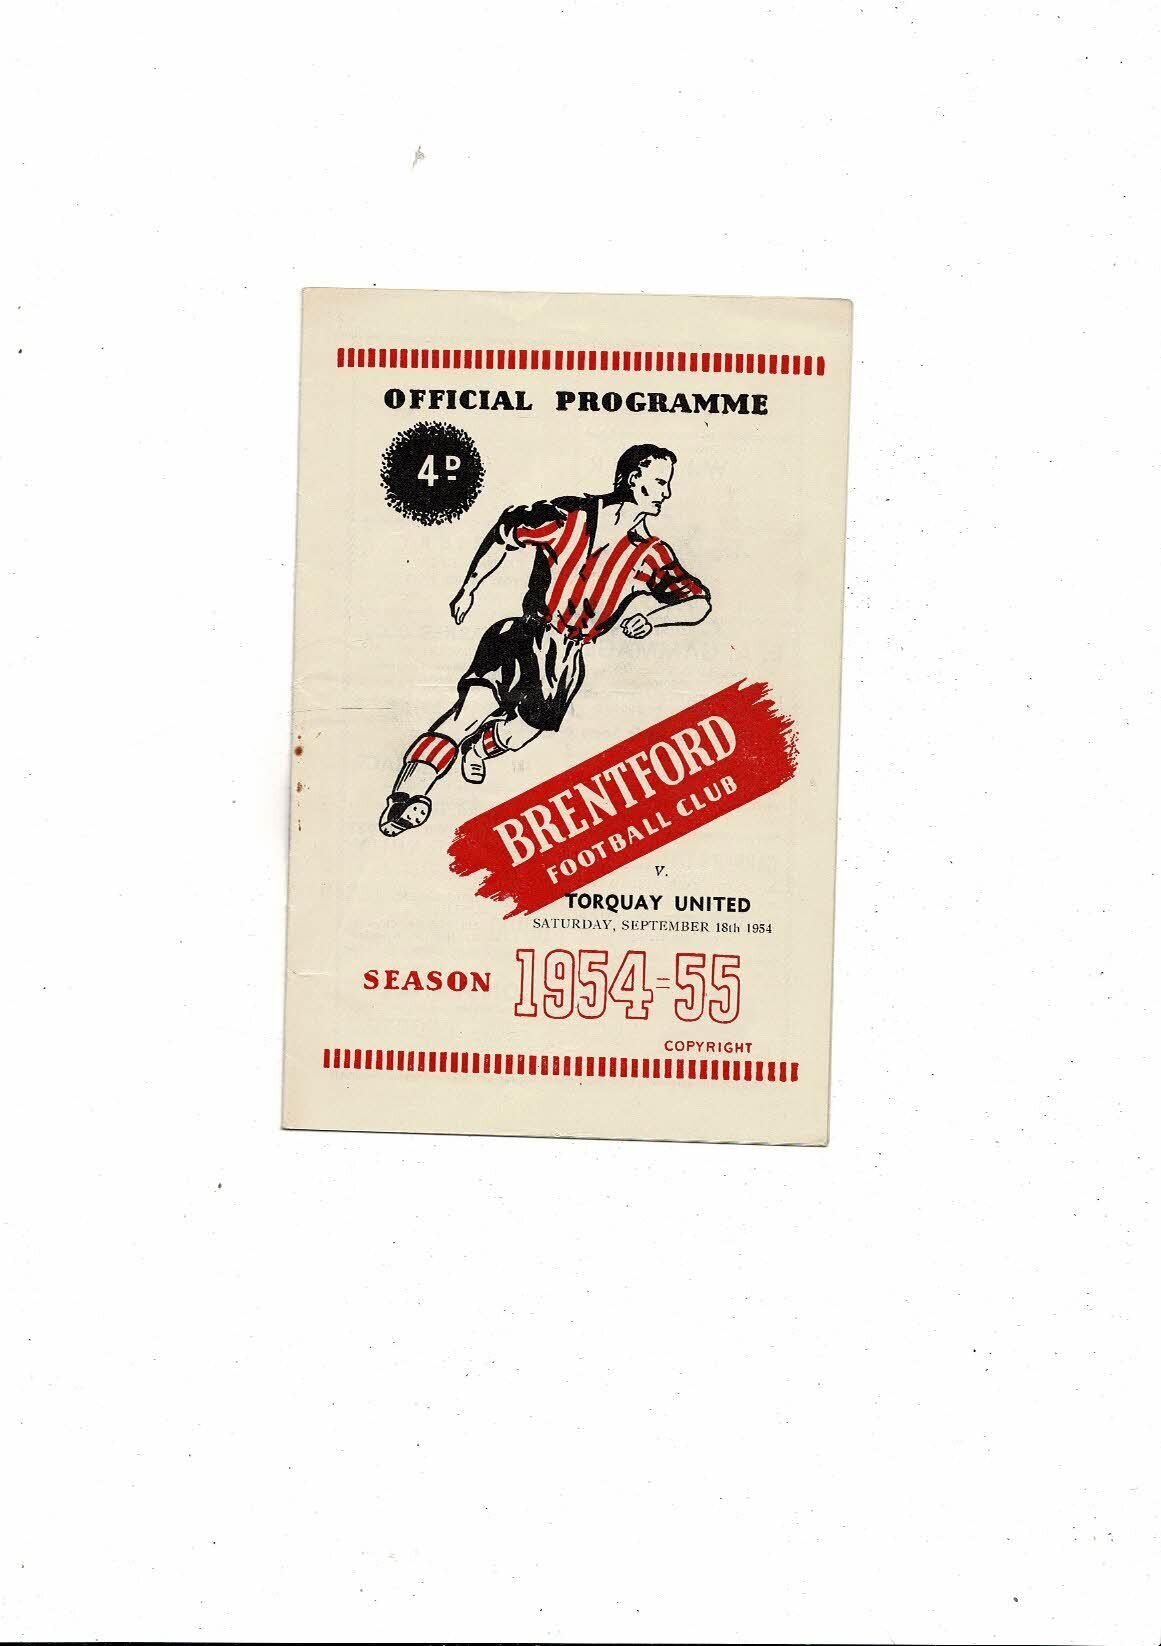 OFFICIAL PROGRAMME
4D
BRENTFORD
FOOTBALL CLUB
v.
TORQUAY UNITED
SATURDAY, SEPTEMBER 18th 1954
SEASON 1954-55
COPYRIGHT